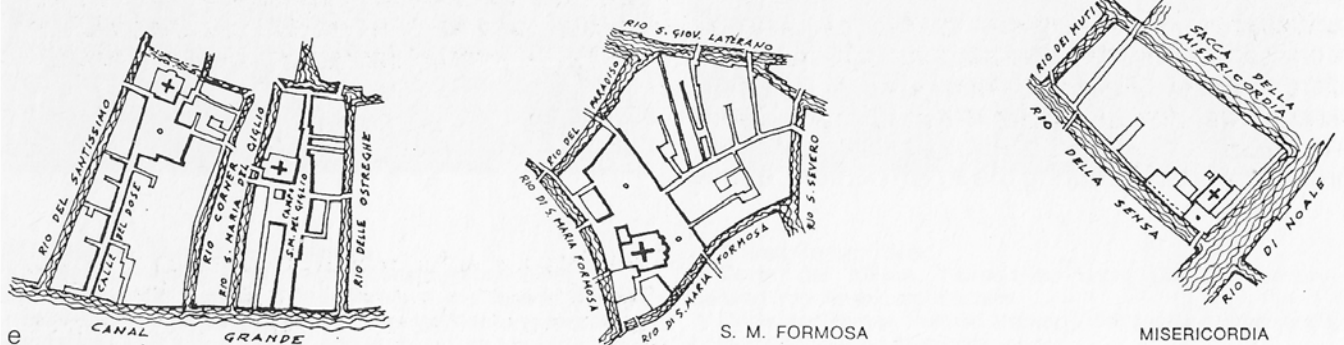 RIO DEL SANTISSIMO
CALLE DEL DOSE
RIO CORNER
RIO S. MARIA DEL GIGLIO
CAMPO
S.M. DEL GIGLIO
RIO DELLE OSTREGHE
CANAL GRANDE
e
RIO S. GIOV. LATERANO
RIO DEL PARADISO
RIO DI S. MARIA FORMOSA
RIO S. SEVERO
RIO DI S. MARIA FORMOSA
S. M. FORMOSA
RIO DEI MUTI
SACCA DELLA
MISERICORDIA
RIO DELLA SENSA
RIO DI NOALE
MISERICORDIA